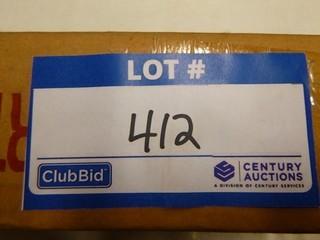 LOT #
412
ClubBid
CENTURY
AUCTIONS
A DIVISION OF CENTURY SERVICES